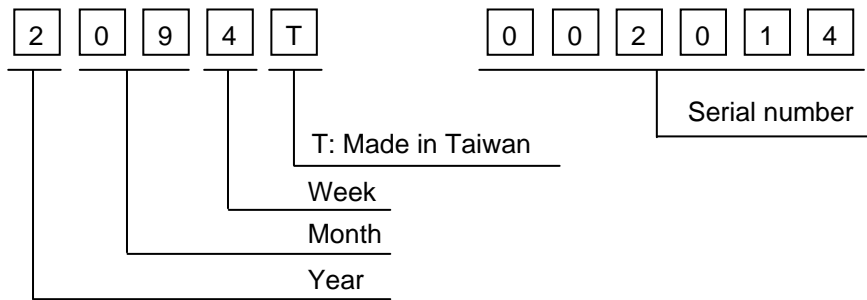 2 0 9 4 T 0 0 2 0 1 4
Serial number
T: Made in Taiwan
Week
Month
Year